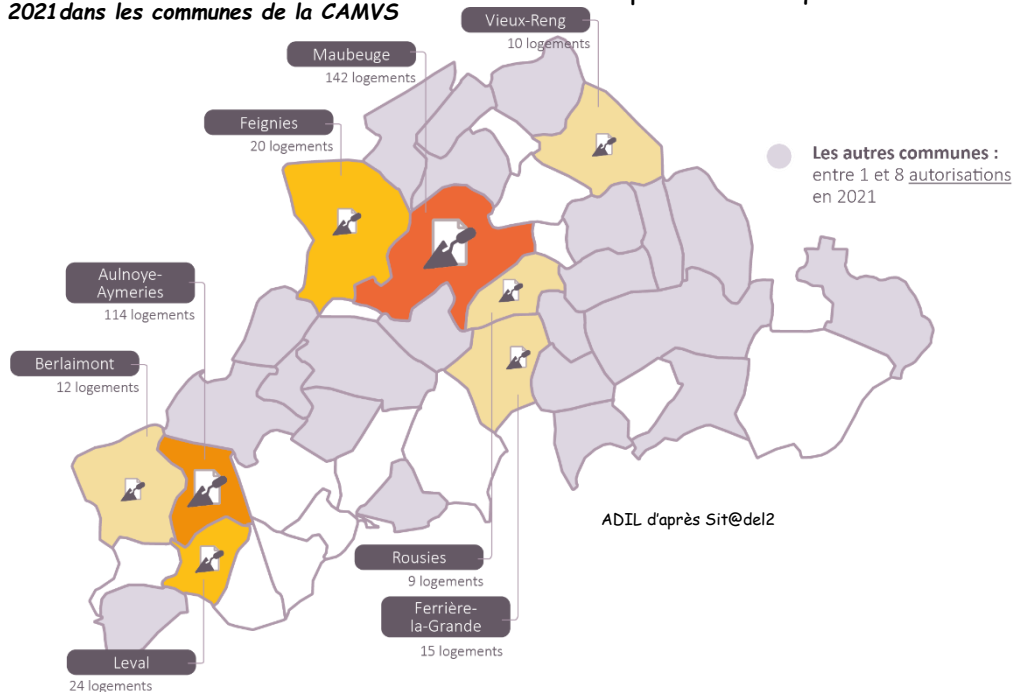 2021 dans les communes de la CAMVS
Vieux-Reng
10 logements
Maubeuge
142 logements
Feignies
20 logements
Les autres communes :
entre 1 et 8 autorisations
en 2021
Aulnoye-
Aymeries
114 logements
Berlaimont
12 logements
ADIL d'après Sit@del2
Rousies
9 logements
Ferrière-
la-Grande
15 logements
Leval
24 logements